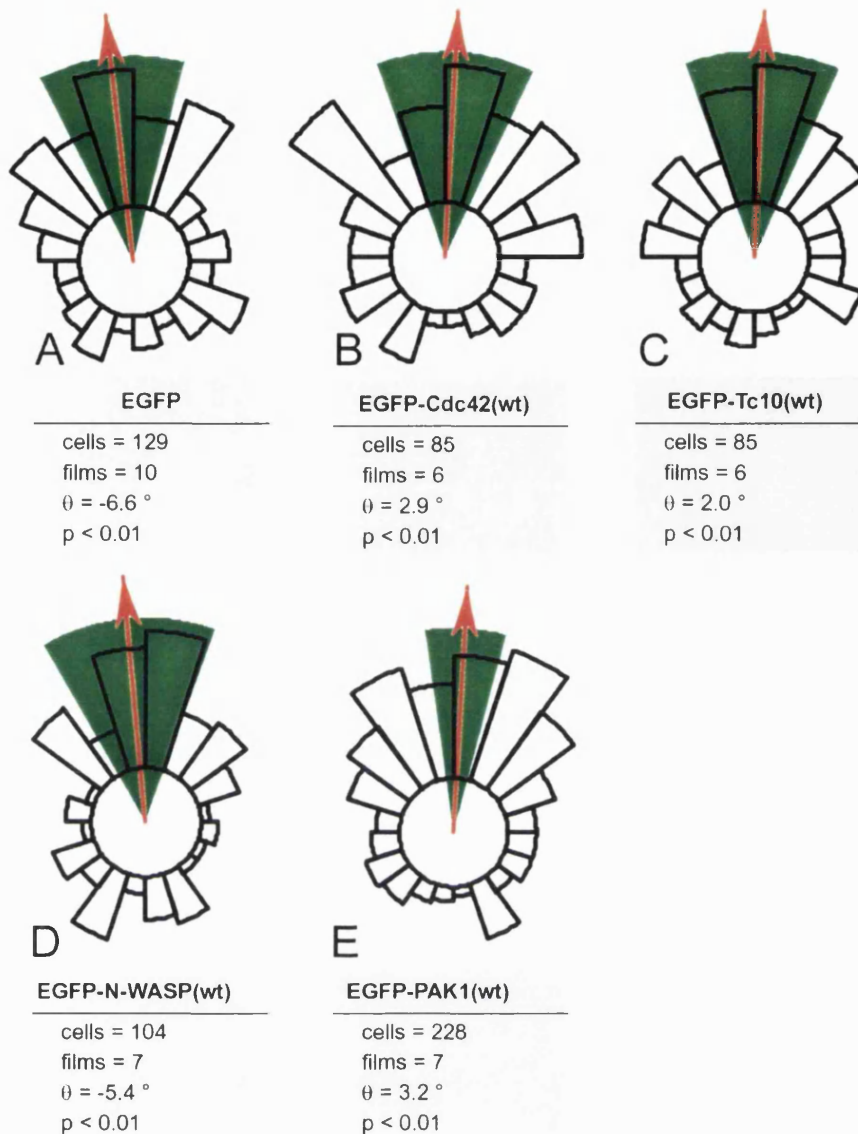 A
B
C
EGFP
cells = 129
films = 10
θ = -6.6 °
p < 0.01
EGFP-Cdc42(wt)
cells = 85
films = 6
θ = 2.9 °
p < 0.01
EGFP-Tc10(wt)
cells = 85
films = 6
θ = 2.0 °
p < 0.01
D
E
EGFP-N-WASP(wt)
cells = 104
films = 7
θ = -5.4 °
p < 0.01
EGFP-PAK1(wt)
cells = 228
films = 7
θ = 3.2 °
p < 0.01